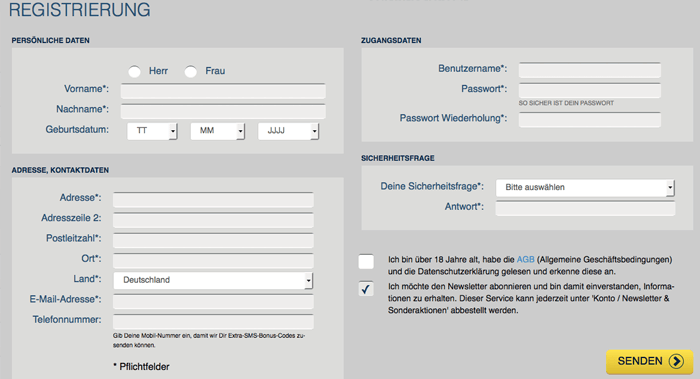 REGISTRIERUNG
PERSÖNLICHE DATEN
Herr Frau
Vorname*:
Nachname*:
Geburtsdatum: TT MM JJJJ
ADRESSE, KONTAKTDATEN
Adresse*:
Adresszeile 2:
Postleitzahl*:
Ort*:
Land*: Deutschland
E-Mail-Adresse*:
Telefonnummer:
Gib Deine Mobil-Nummer ein, damit wir Dir Extra-SMS-Bonus-Codes zu-
senden können.
* Pflichtfelder
ZUGANGSDATEN
Benutzername*:
Passwort*:
SO SICHER IST DEIN PASSWORT
Passwort Wiederholung*:
SICHERHEITSFRAGE
Deine Sicherheitsfrage*: Bitte auswählen
Antwort*:
Ich bin über 18 Jahre alt, habe die AGB (Allgemeine Geschäftsbedingungen)
und die Datenschutzerklärung gelesen und erkenne diese an.
Ich möchte den Newsletter abonnieren und bin damit einverstanden, Informa-
tionen zu erhalten. Dieser Service kann jederzeit unter 'Konto / Newsletter &
Sonderaktionen' abbestellt werden.
SENDEN